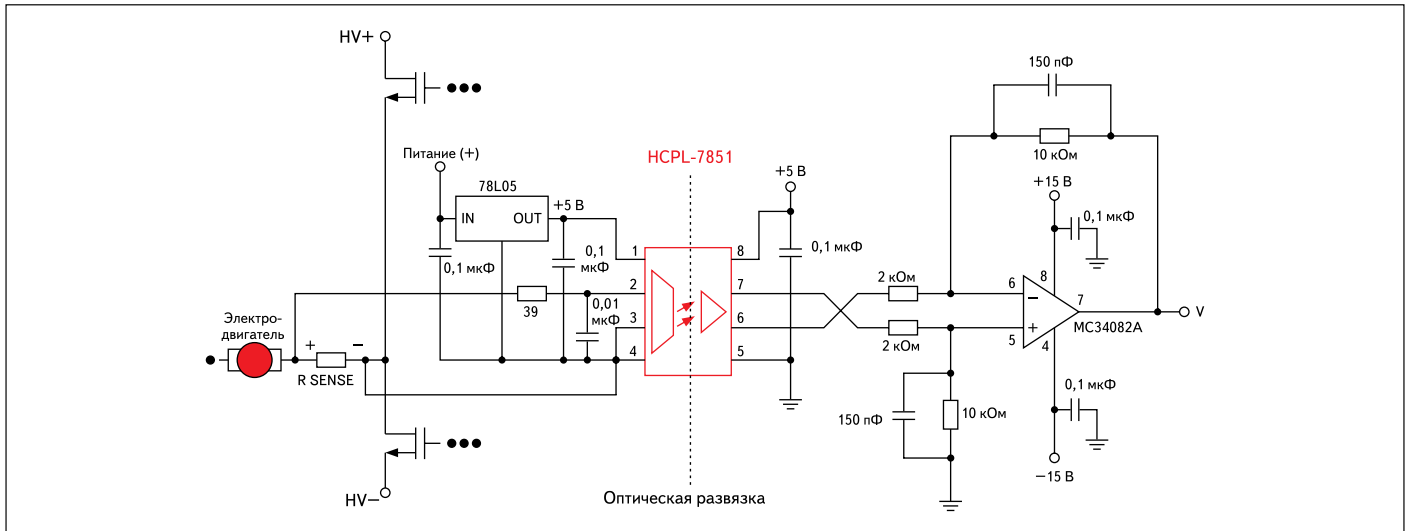 HV+
150 пФ
10 кОм
Питание (+)
HCPL-7851
+5 В
+15 В
78L05
IN
OUT
+5 В
0,1 мкФ
0,1 мкФ
0,1
мкФ
0,1 мкФ
1
2
3
4
8
7
6
5
39
0,01
мкФ
2 кОм
2 кОм
6
5
8
7
4
−
+
MC34082A
V
Электро-
двигатель
+
−
R SENSE
150 пФ
10 кОм
0,1 мкФ
−15 В
HV−
Оптическая развязка